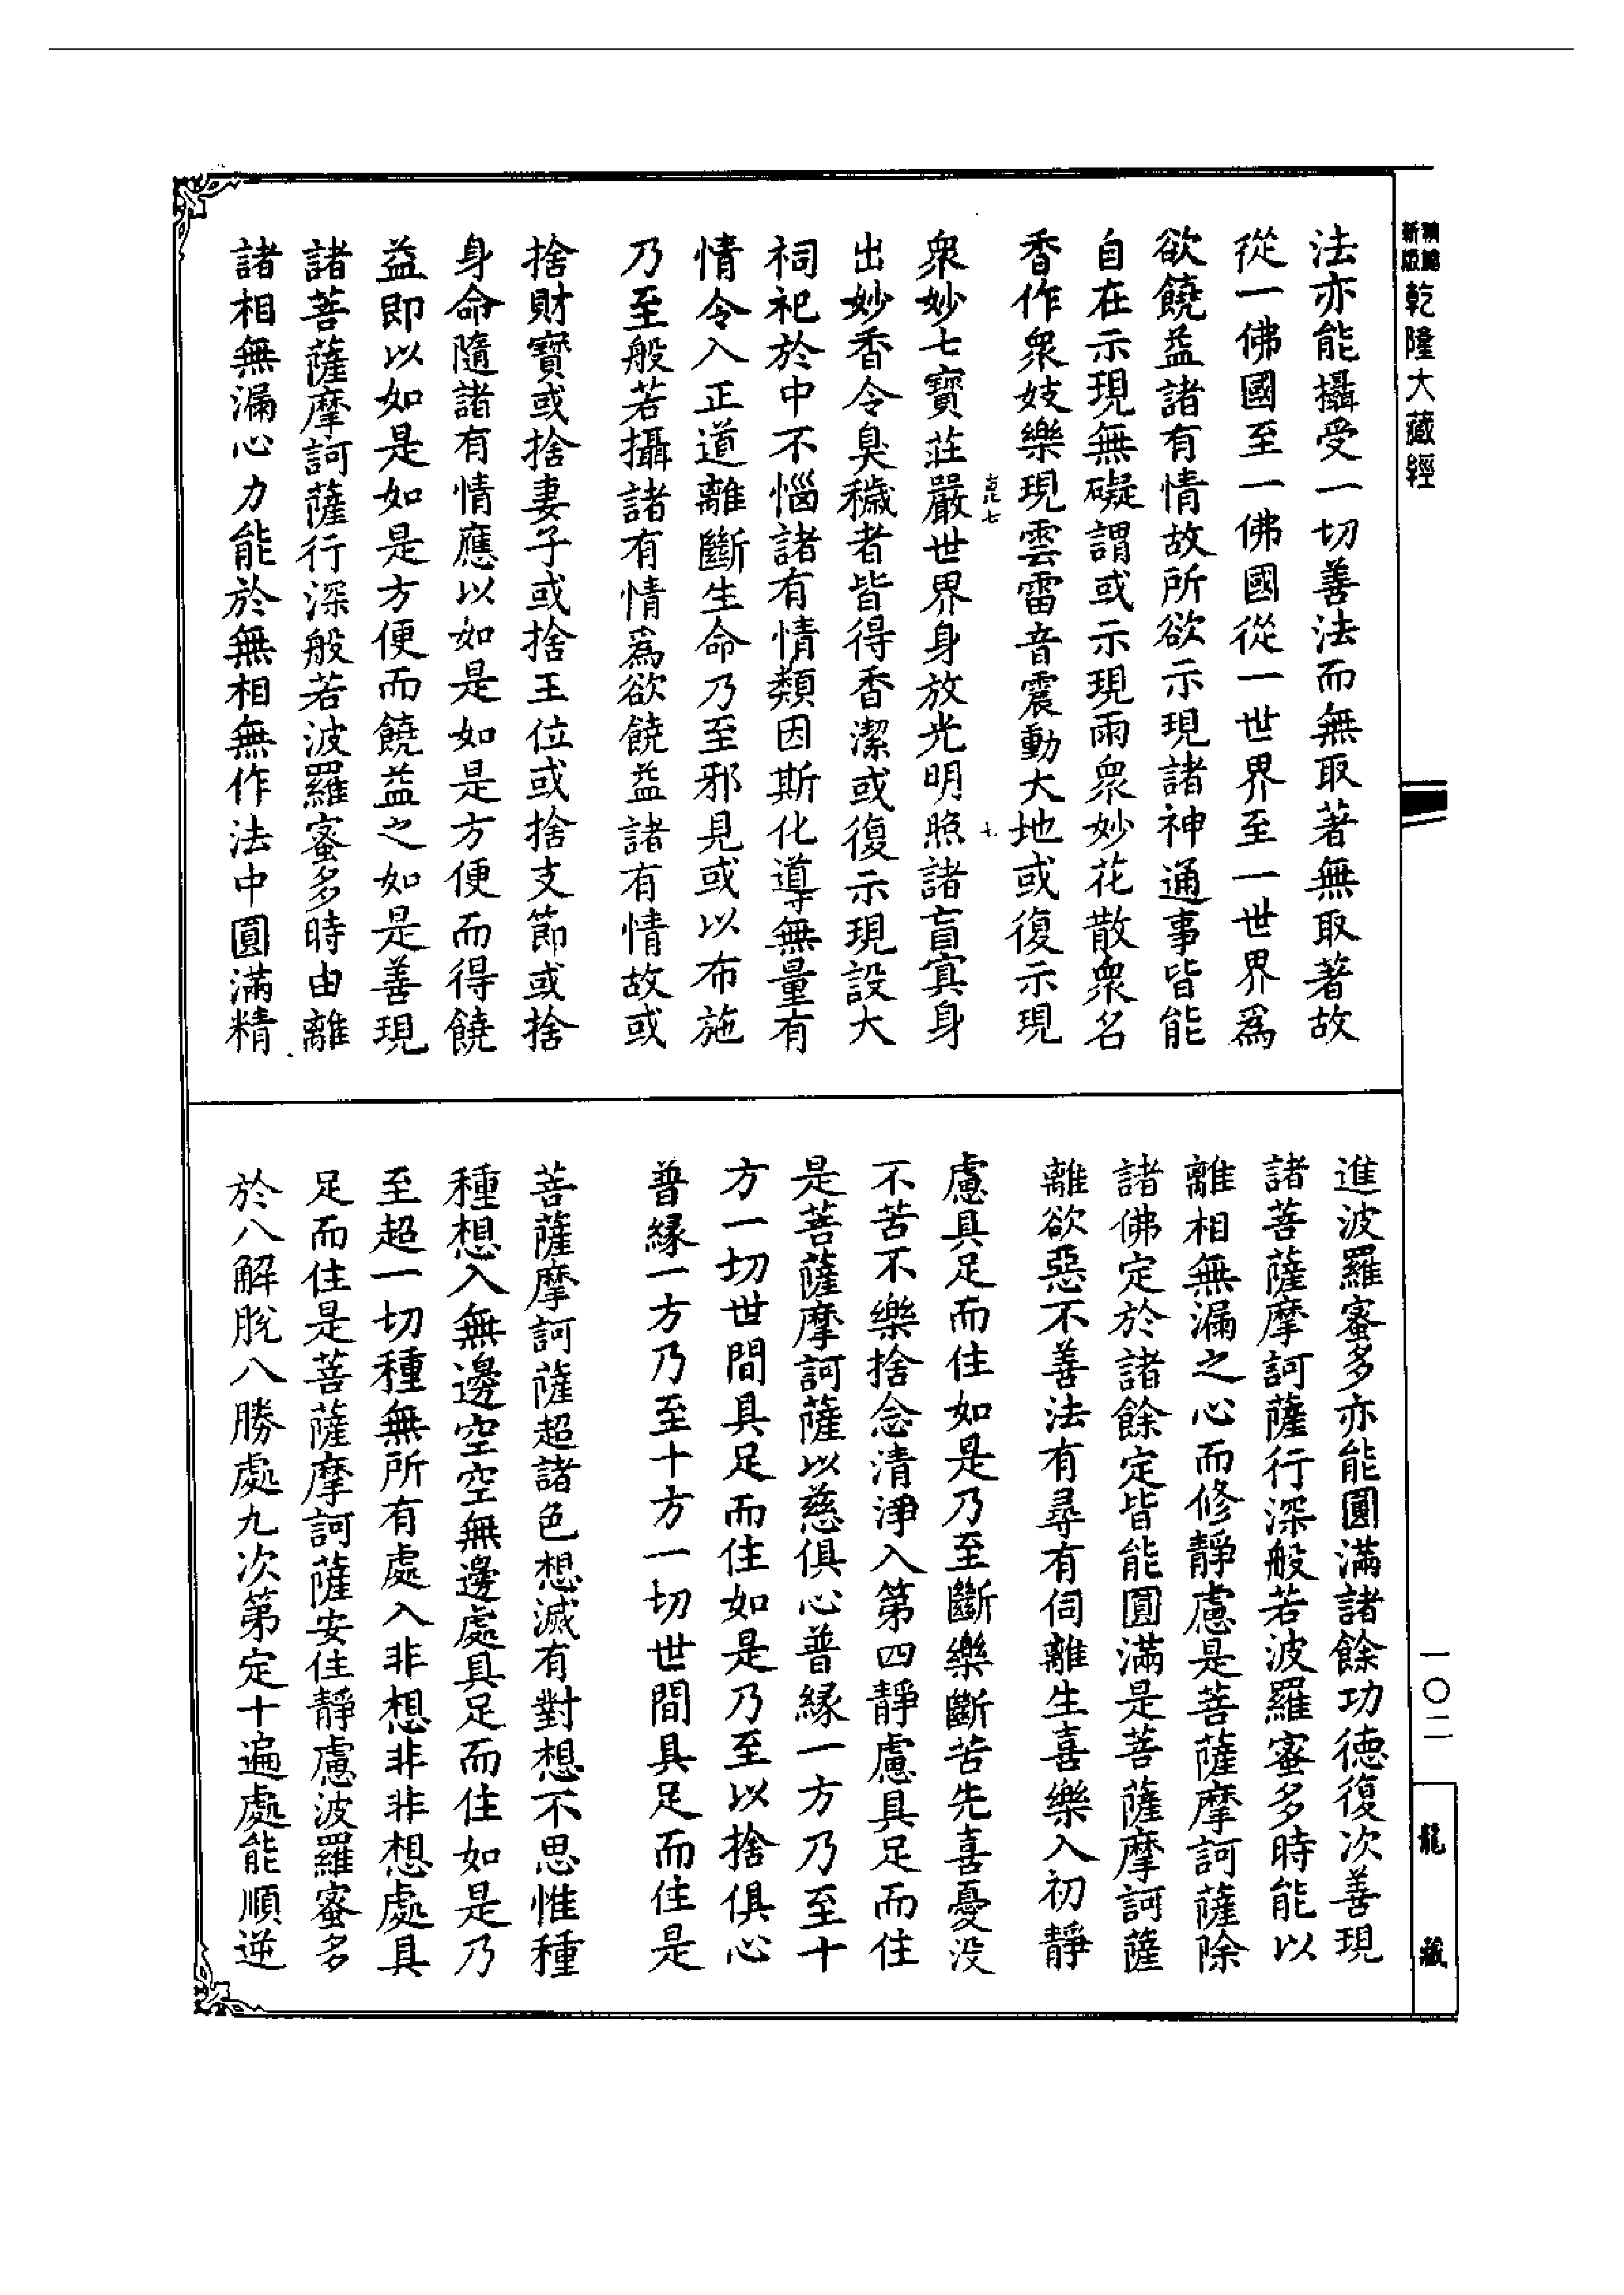 乾隆大藏經
法亦能攝受一切善法而無取著無取著故
從一佛國至一佛國從一世界至一世界爲
欲饒益諸有情故所欲示現諸神通事皆能
自在示現無礙謂或示現雨衆妙花散衆名
香作衆妓樂現雲雷音震動大地或復示現
衆妙七寶莊嚴世界身放光明照諸盲冥身
出妙香令臭穢者皆得香潔或復示現設大
祠祀於中不惱諸有情類因斯化導無量有
情令入正道離斷生命乃至邪見或以布施
乃至般若攝諸有情爲欲饒益諸有情故或
捨財寶或捨妻子或捨王位或捨支節或捨
身命隨諸有情應以如是如是方便而得饒
益即以如是如是方便而饒益之如是善現
諸菩薩摩訶薩行深般若波羅蜜多時由離
諸相無漏心力能於無相無作法中圓滿精
進波羅蜜多亦能圓滿諸餘功德復次善現
諸菩薩摩訶薩行深般若波羅蜜多時能以
離相無漏之心而修靜慮是菩薩摩訶薩除
諸佛定於諸餘定皆能圓滿是菩薩摩訶薩
離欲惡不善法有尋有伺離生喜樂入初靜
慮具足而住如是乃至斷樂斷苦先喜憂没
不苦不樂捨念清淨入第四靜慮具足而住
是菩薩摩訶薩以慈俱心普緣一方乃至十
方一切世間具足而住如是乃至以捨俱心
普緣一方乃至十方一切世間具足而住是
菩薩摩訶薩超諸色想滅有對想不思惟種
種想入無邊空空無邊處具足而住如是乃
至超一切種無所有處入非想非非想處具
足而住是菩薩摩訶薩安住靜慮波羅蜜多
於八解脫八勝處九次第定十遍處能順逆
一〇二
龍藏